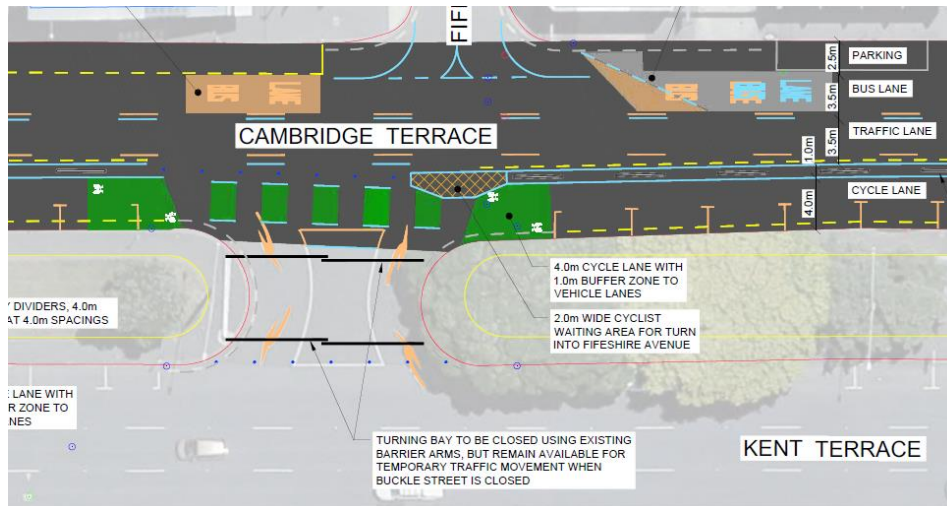 FIF
CAMBRIDGE TERRACE
2.5m
3.5m
3.5m
1.0m
4.0m
PARKING
BUS LANE
TRAFFIC LANE
CYCLE LANE
4.0m CYCLE LANE WITH
1.0m BUFFER ZONE TO
VEHICLE LANES
2.0m WIDE CYCLIST
WAITING AREA FOR TURN
INTO FIFESHIRE AVENUE
Y DIVIDERS, 4.0m
AT 4.0m SPACINGS
E LANE WITH
ER ZONE TO
NES
TURNING BAY TO BE CLOSED USING EXISTING
BARRIER ARMS, BUT REMAIN AVAILABLE FOR
TEMPORARY TRAFFIC MOVEMENT WHEN
BUCKLE STREET IS CLOSED
KENT TERRACE